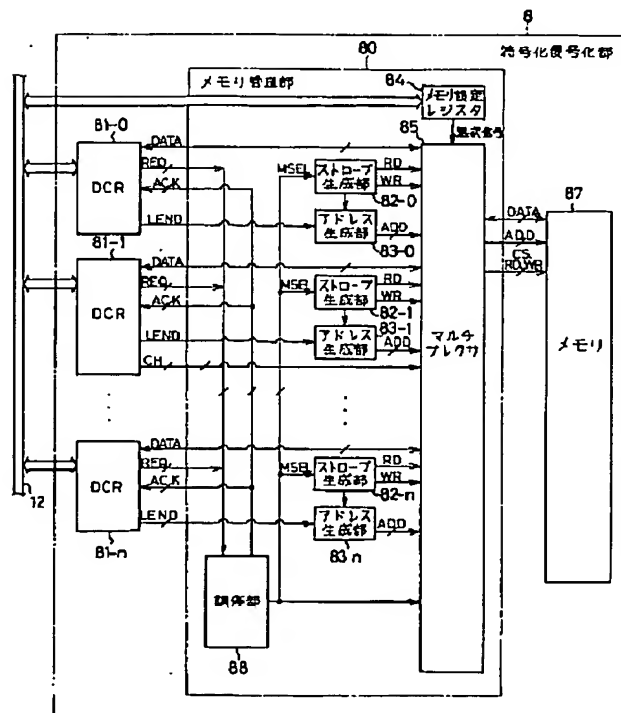 8
符号化復号化部
80
メモリ管理部
84
メモリ設定
レジスタ
選択信号
85
81-0
DCR
DATA
REQ
ACK
LEND
MSEL
ストローブ
生成部
RD
WR
82-0
アドレス
生成部
ADD
83-0
81-1
DCR
DATA
REQ
ACK
LEND
CH
MSEL
ストローブ
生成部
RD
WR
82-1
83-1
アドレス
生成部
ADD
マルチ
プレクサ
DATA
ADD
CS,
RD,WR
87
メモリ
DCR
DATA
REQ
ACK
LEND
MSEL
ストローブ
生成部
RD
WR
82-n
アドレス
生成部
ADD
83-n
12
81-n
調停部
88